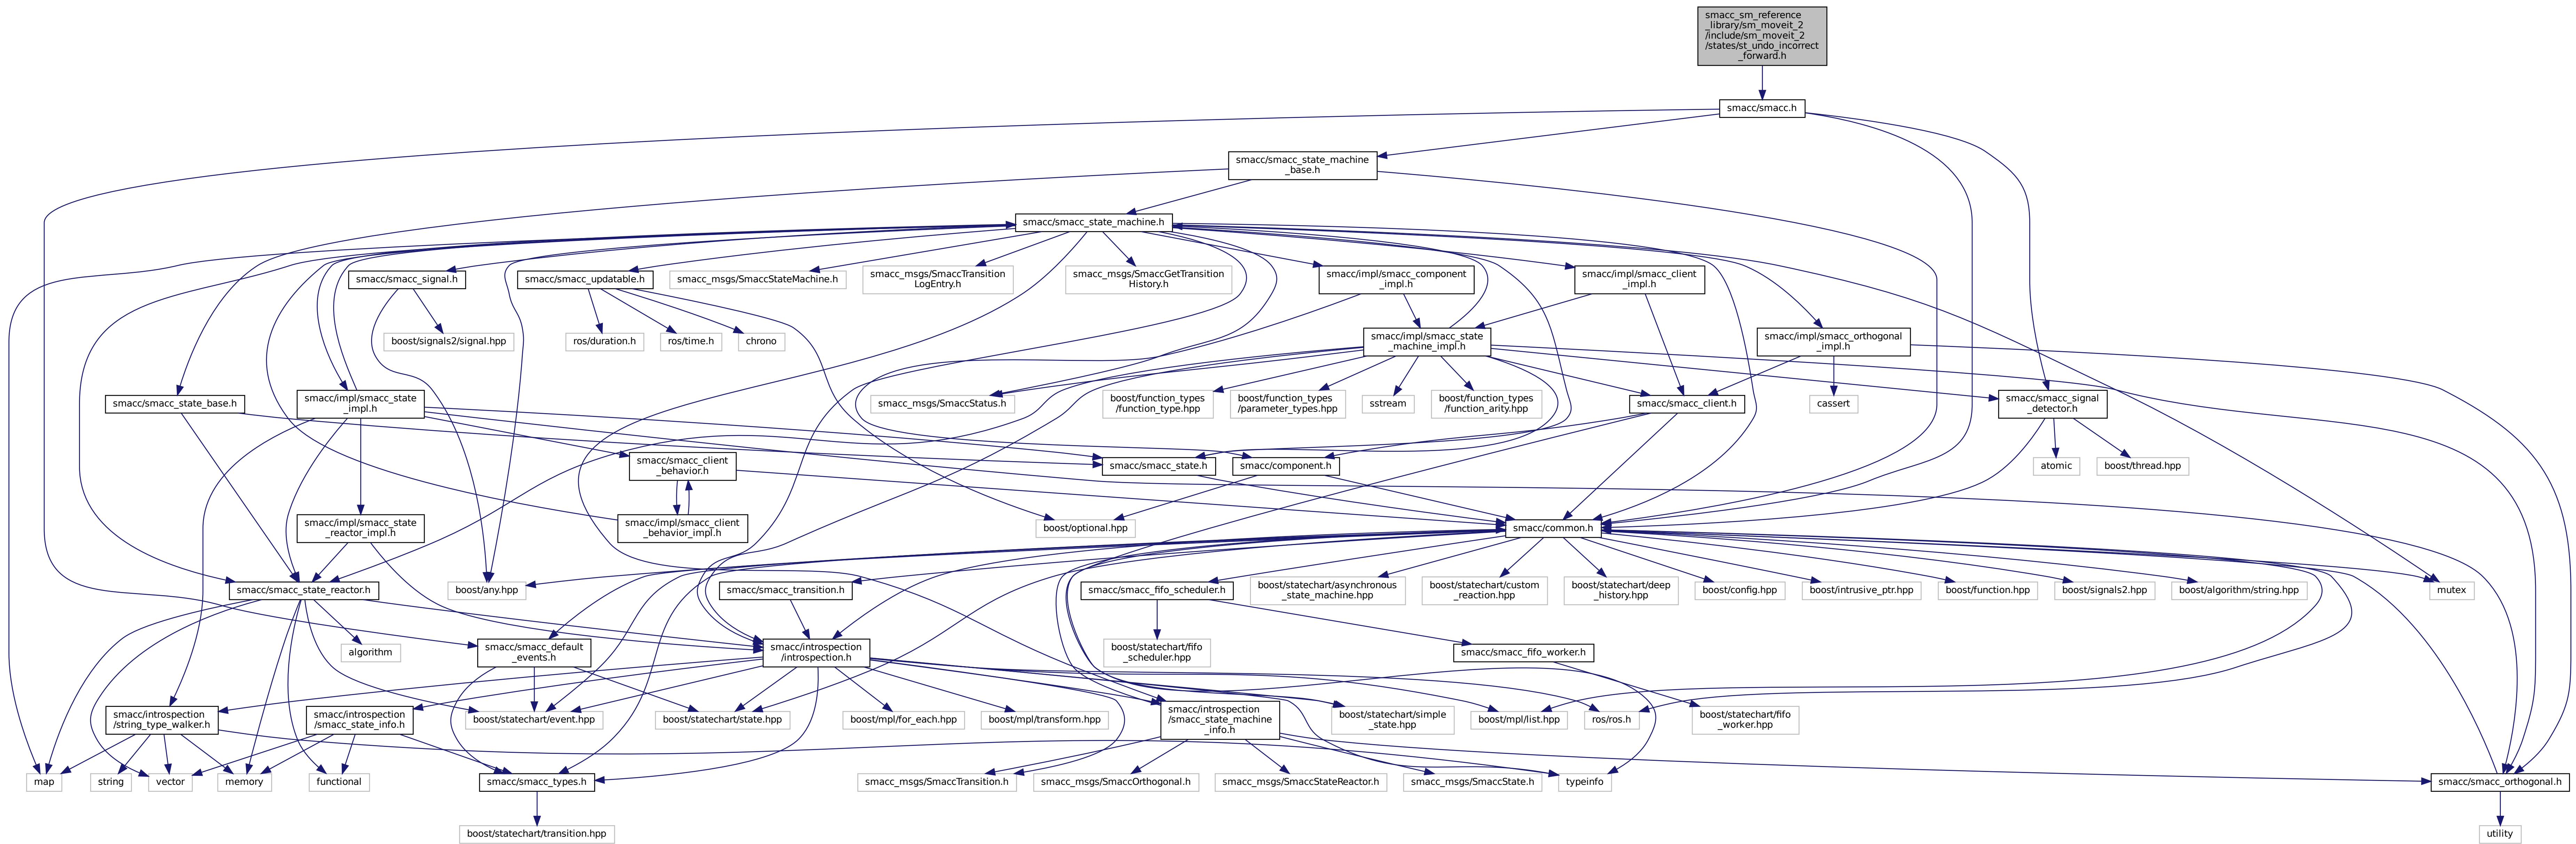 smacc_sm_reference
_library/sm_moveit_2
/include/sm_moveit_2
/states/st_undo_incorrect
_forward.h
smacc/smacc.h
smacc/smacc_state_machine
_base.h
smacc/smacc_state_machine.h
smacc/smacc_signal.h
smacc/smacc_updatable.h
smacc_msgs/SmaccStateMachine.h
smacc_msgs/SmaccTransition
LogEntry.h
smacc_msgs/SmaccGetTransition
History.h
smacc/impl/smacc_component
_impl.h
smacc/impl/smacc_client
_impl.h
boost/signals2/signal.hpp
ros/duration.h
ros/time.h
chrono
smacc/impl/smacc_state
_machine_impl.h
smacc/impl/smacc_orthogonal
_impl.h
smacc/smacc_state_base.h
smacc/impl/smacc_state
_impl.h
smacc_msgs/SmaccStatus.h
boost/function_types
/function_type.hpp
boost/function_types
/parameter_types.hpp
sstream
boost/function_types
/function_arity.hpp
smacc/smacc_client.h
cassert
smacc/smacc_signal
_detector.h
smacc/smacc_client
_behavior.h
smacc/smacc_state.h
smacc/component.h
atomic
boost/thread.hpp
smacc/impl/smacc_state
_reactor_impl.h
smacc/impl/smacc_client
_behavior_impl.h
boost/optional.hpp
smacc/common.h
smacc/smacc_state_reactor.h
boost/any.hpp
smacc/smacc_transition.h
smacc/smacc_fifo_scheduler.h
boost/statechart/asynchronous
_state_machine.hpp
boost/statechart/custom
_reaction.hpp
boost/statechart/deep
_history.hpp
boost/config.hpp
boost/intrusive_ptr.hpp
boost/function.hpp
boost/signals2.hpp
boost/algorithm/string.hpp
mutex
algorithm
smacc/smacc_default
_events.h
smacc/introspection
/introspection.h
boost/statechart/fifo
_scheduler.hpp
smacc/smacc_fifo_worker.h
smacc/introspection
/string_type_walker.h
smacc/introspection
/smacc_state_info.h
boost/statechart/event.hpp
boost/statechart/state.hpp
boost/mpl/for_each.hpp
boost/mpl/transform.hpp
smacc/introspection
/smacc_state_machine
_info.h
boost/statechart/simple
_state.hpp
boost/mpl/list.hpp
ros/ros.h
boost/statechart/fifo
_worker.hpp
map
string
vector
memory
functional
smacc/smacc_types.h
smacc_msgs/SmaccTransition.h
smacc_msgs/SmaccOrthogonal.h
smacc_msgs/SmaccStateReactor.h
smacc_msgs/SmaccState.h
typeinfo
smacc/smacc_orthogonal.h
boost/statechart/transition.hpp
utility